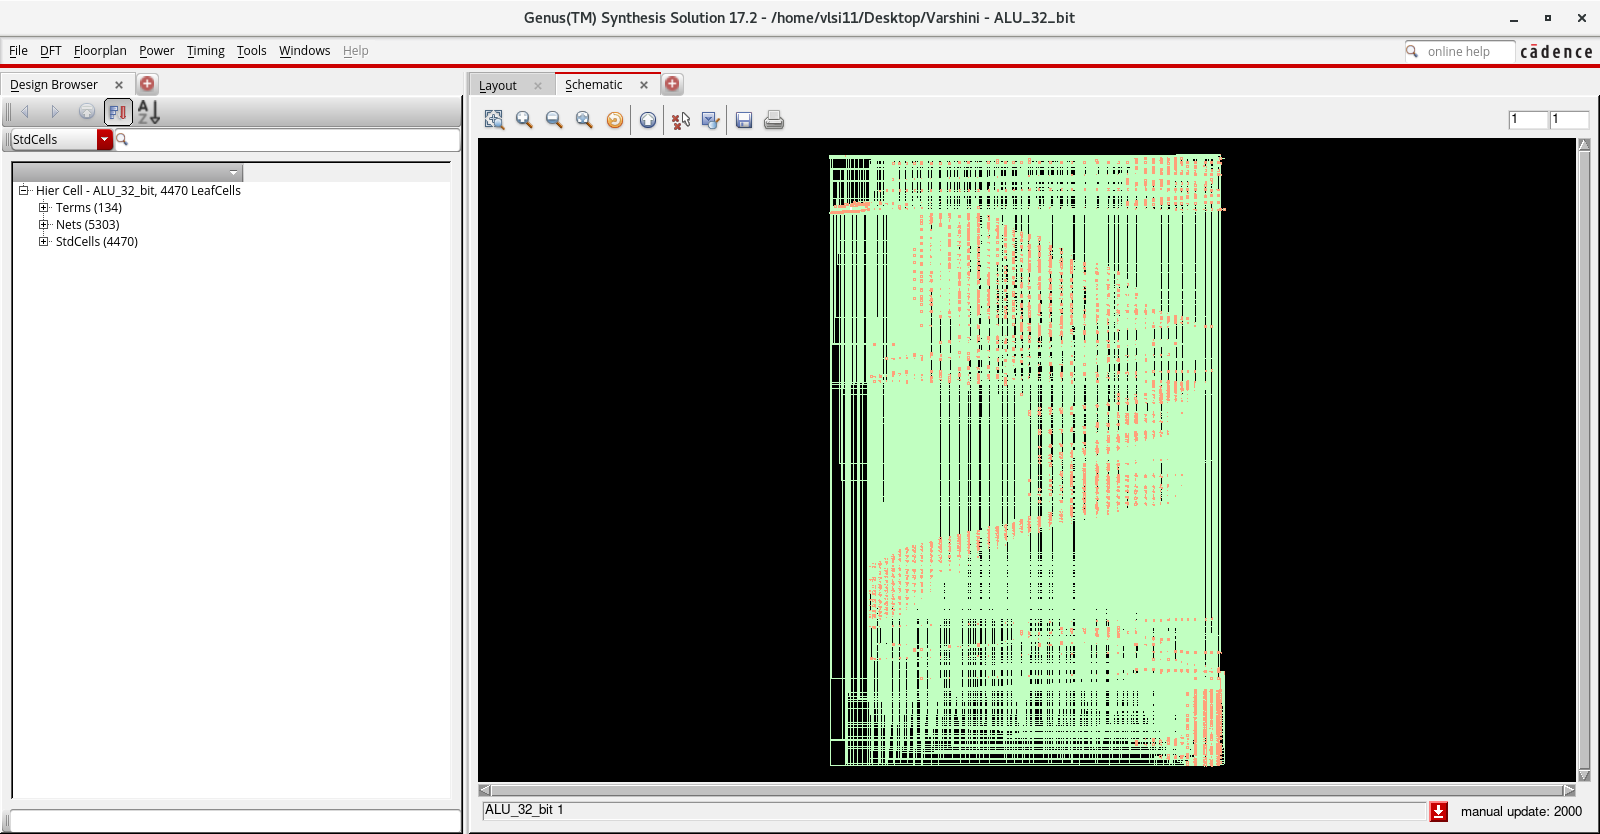 Genus(TM) Synthesis Solution 17.2 - /home/vlsi11/Desktop/Varshini - ALU_32_bit
File DFT Floorplan Power Timing Tools Windows Help
online help
cādence
Design Browser
Layout
Schematic
A
Z
StdCells
1
1
Hier Cell - ALU_32_bit, 4470 LeafCells
Terms (134)
Nets (5303)
StdCells (4470)
ALU_32_bit 1
manual update: 2000